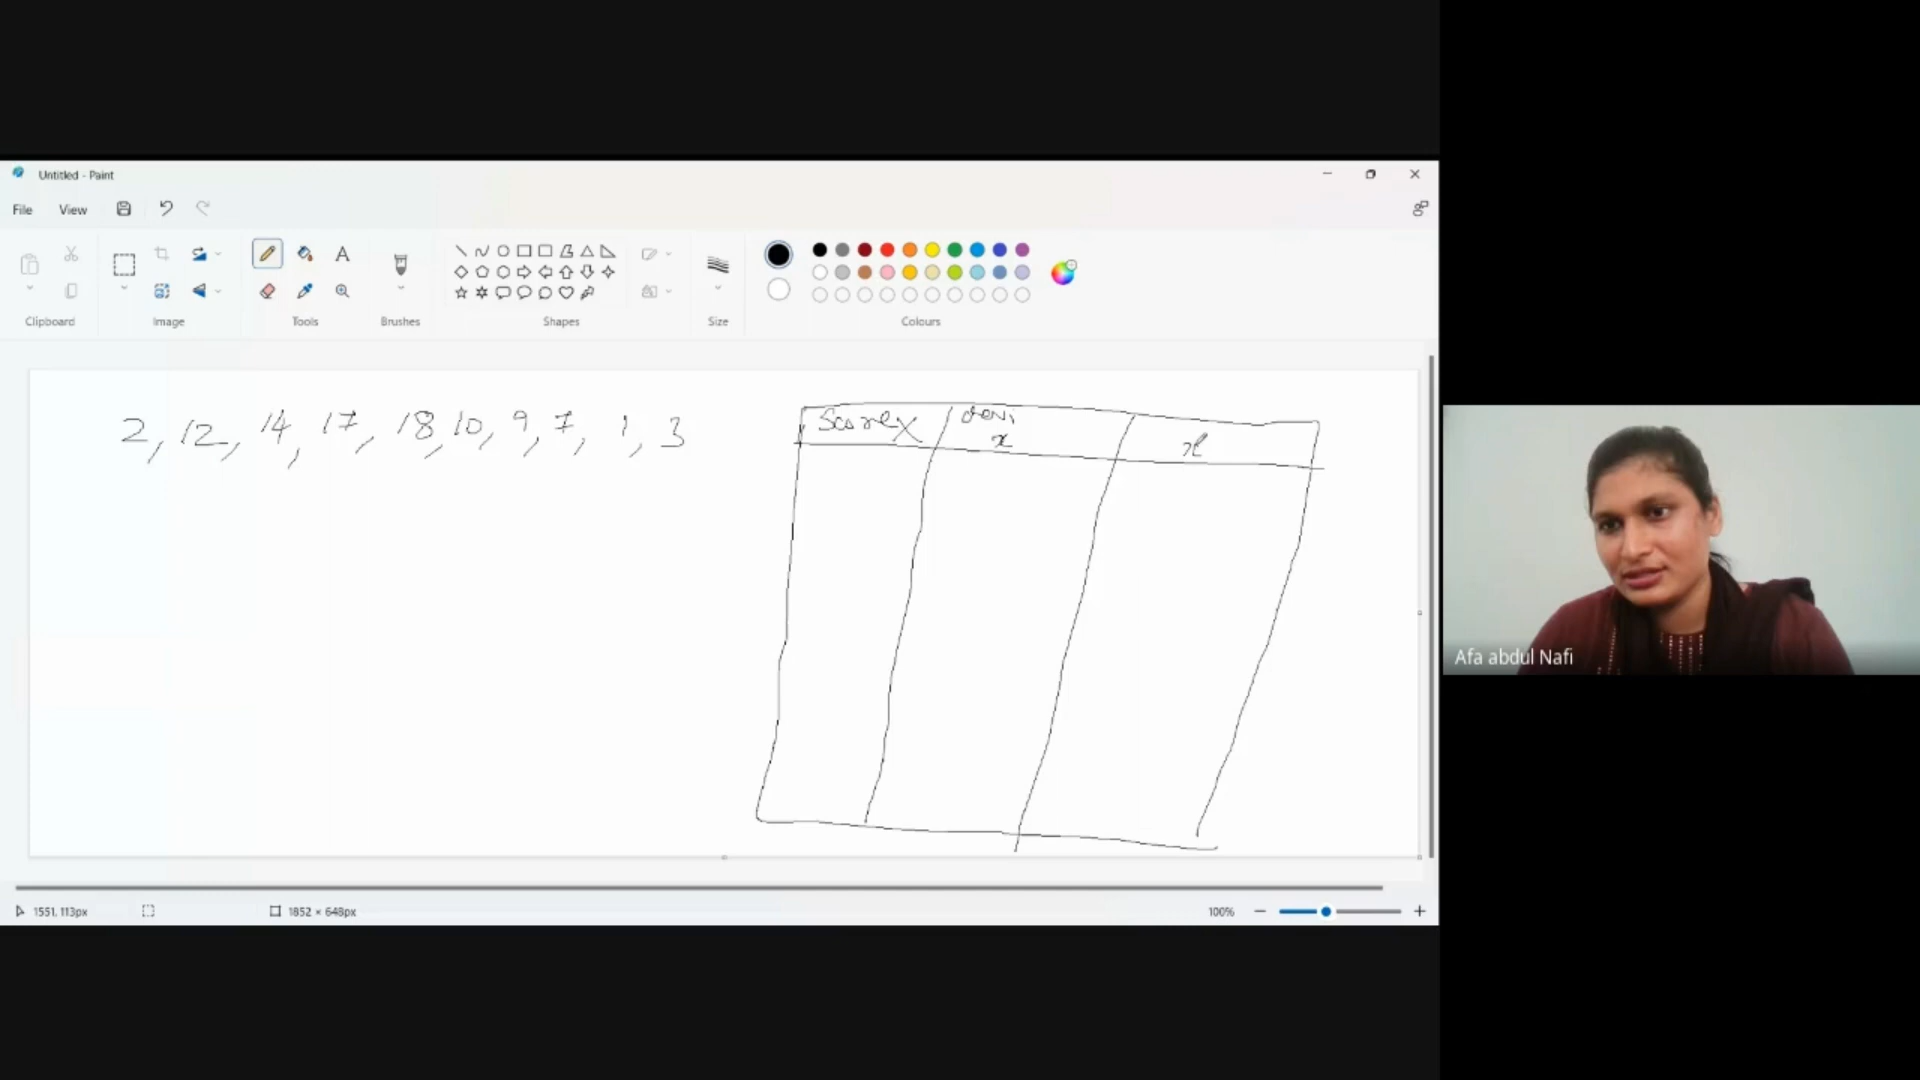 Untitled - Paint
File View
Clipboard Image Tools Brushes Shapes Size Colours
2, 12, 14, 17, 18, 10, 9, 7, 1, 3
Score X devi x x
Afa abdul Nafi
1551, 113px 1852 × 648px 100%